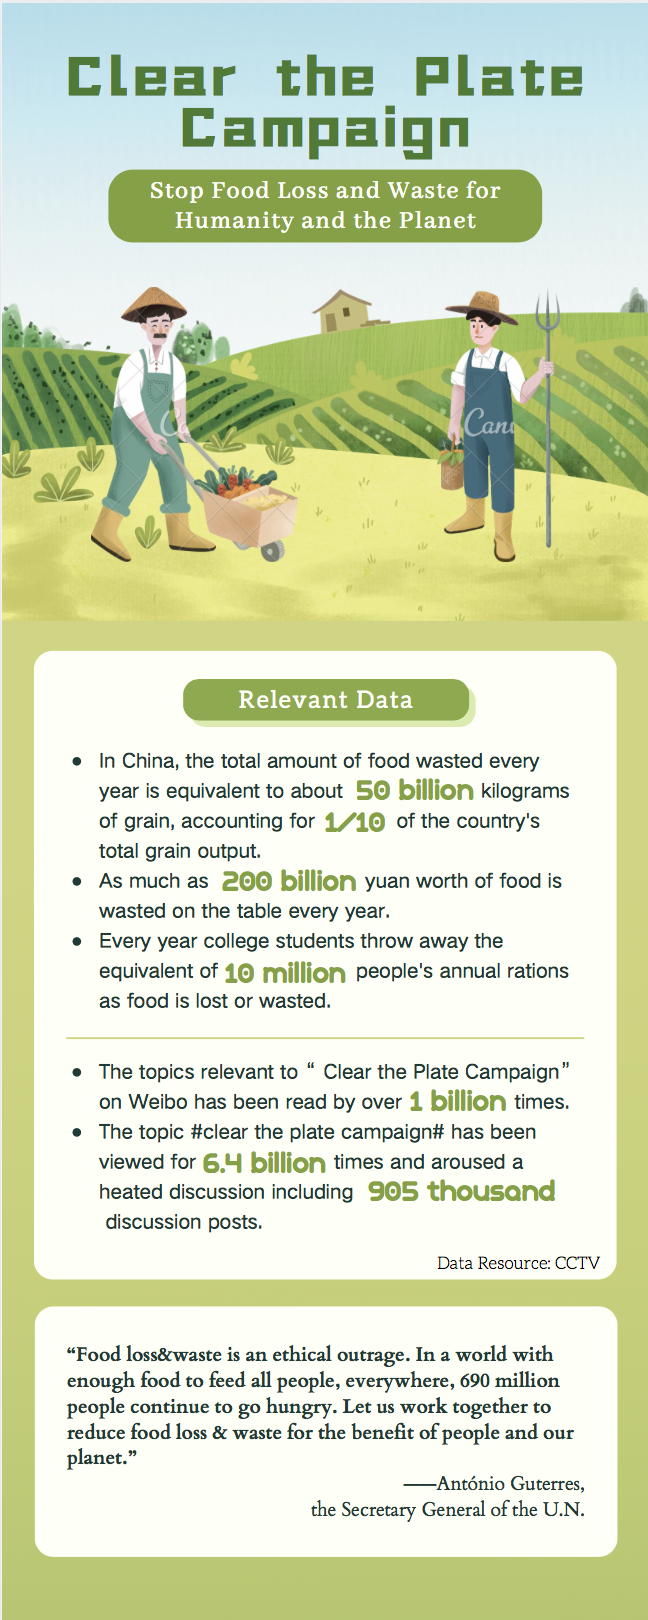 Clear the Plate
Campaign
Stop Food Loss and Waste for
Humanity and the Planet
Canv
Relevant Data
● In China, the total amount of food wasted every
year is equivalent to about 50 billion kilograms
of grain, accounting for 1/10 of the country's
total grain output.
● As much as 200 billion yuan worth of food is
wasted on the table every year.
● Every year college students throw away the
equivalent of 10 million people's annual rations
as food is lost or wasted.
● The topics relevant to “ Clear the Plate Campaign”
on Weibo has been read by over 1 billion times.
● The topic #clear the plate campaign# has been
viewed for 6.4 billion times and aroused a
heated discussion including 905 thousand
discussion posts.
Data Resource: CCTV
“Food loss&waste is an ethical outrage. In a world with
enough food to feed all people, everywhere, 690 million
people continue to go hungry. Let us work together to
reduce food loss & waste for the benefit of people and our
planet.”
——António Guterres,
the Secretary General of the U.N.